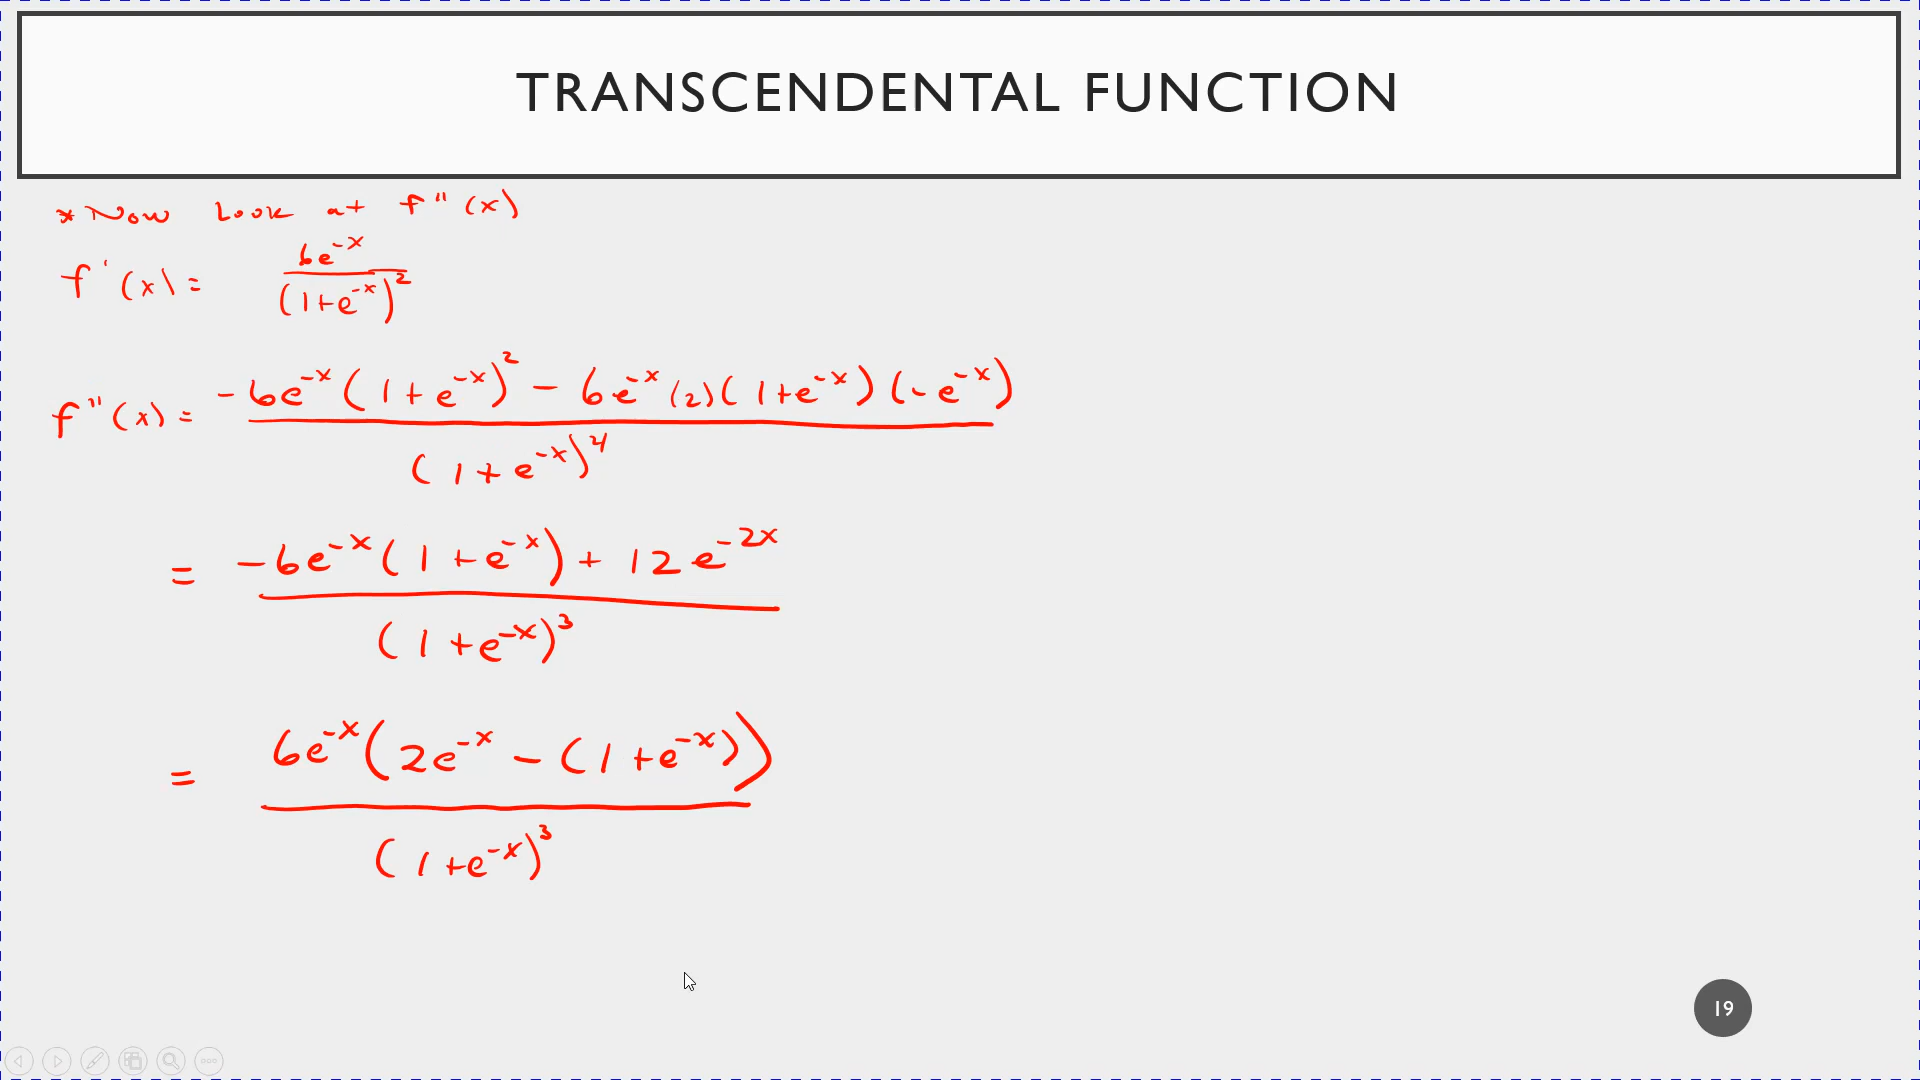 TRANSCENDENTAL FUNCTION
* Now Look at f''(x)
f'(x) = 6e^{-x} / (1+e^{-x})^2
f''(x) = -6e^{-x}(1+e^{-x})^2 - 6e^{-x}(2)(1+e^{-x})(-e^{-x}) / (1+e^{-x})^4
= -6e^{-x}(1+e^{-x}) + 12e^{-2x} / (1+e^{-x})^3
= 6e^{-x}(2e^{-x} - (1+e^{-x})) / (1+e^{-x})^3
19